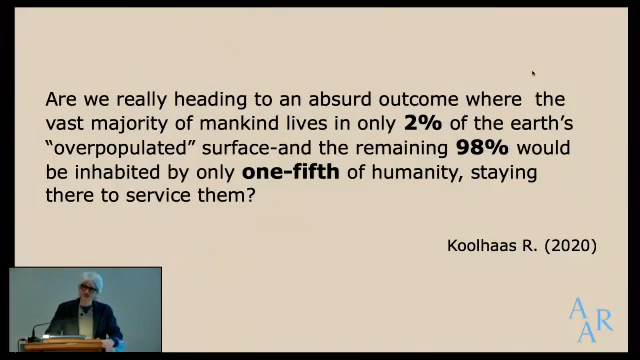 Are we really heading to an absurd outcome where the
vast majority of mankind lives in only 2% of the earth's
“overpopulated” surface-and the remaining 98% would
be inhabited by only one-fifth of humanity, staying
there to service them?
Koolhaas R. (2020)
A
A R